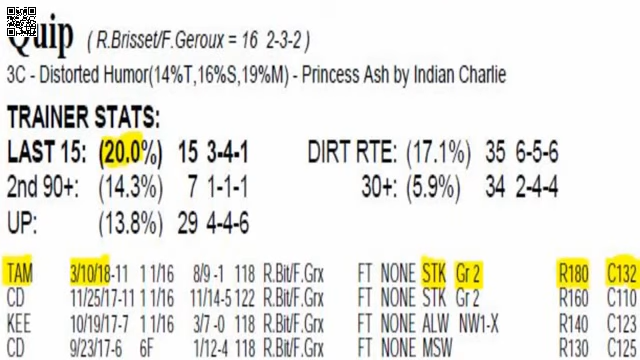 Quip ( R.Brisset/F.Geroux = 16 2-3-2 )
3C - Distorted Humor(14%T,16%S,19%M) - Princess Ash by Indian Charlie
TRAINER STATS:
LAST 15: (20.0%) 15 3-4-1 DIRT RTE: (17.1%) 35 6-5-6
2nd 90+: (14.3%) 7 1-1-1 30+: (5.9%) 34 2-4-4
UP: (13.8%) 29 4-4-6
TAM 3/10/18-11 1 1/16 8/9 -1 118 R.Bit/F.Grx FT NONE STK Gr 2 R180 C132
CD 11/25/17-11 1 1/16 11/14-5 122 R.Bit/F.Grx FT NONE STK Gr 2 R160 C110
KEE 10/19/17-7 1 1/16 3/7 -0 118 R.Bit/F.Grx FT NONE ALW NW1-X R140 C123
CD 9/23/17-6 6F 1/12-4 118 R.Bit/F.Grx FT NONE MSW R130 C125